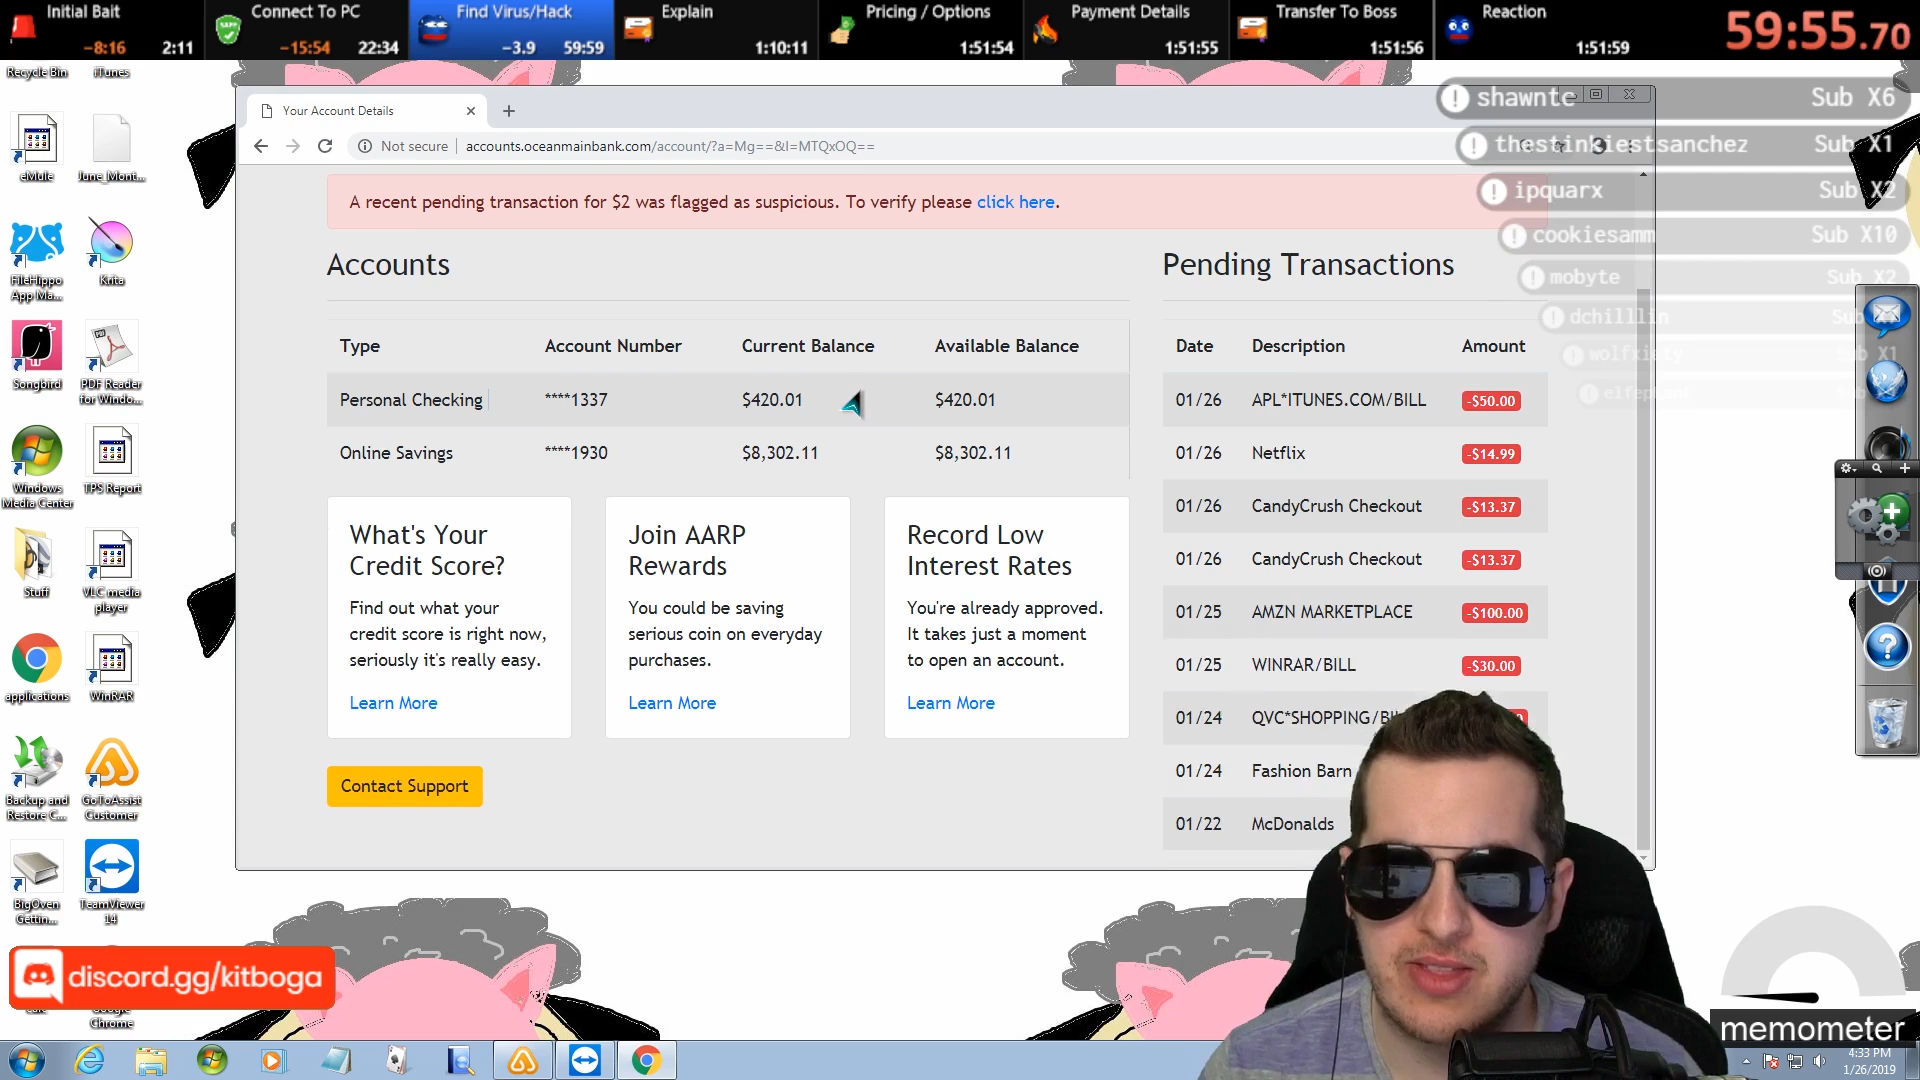 Initial Bait
-8:16 2:11
Connect To PC
-15:54 22:34
Find Virus/Hack
-3.9 59:59
Explain
1:10:11
Pricing / Options
1:51:54
Payment Details
1:51:55
Transfer To Boss
1:51:56
Reaction
1:51:59
59:55.70
Recycle Bin
iTunes
eMule
June_Mont...
FileHippo App Ma...
Krita
Songbird
PDF Reader for Windo...
Windows Media Center
TPS Report
Stuff
VLC media player
applications
WinRAR
Backup and Restore C...
GoToAssist Customer
BigOven Gettin...
TeamViewer 14
Google Chrome
discord.gg/kitboga
Your Account Details
Not secure
accounts.oceanmainbank.com/account/?a=Mg==&l=MTQxOQ==
shawntc Sub X6
thestinkiestsanchez Sub X1
ipquarx Sub X2
cookiesamm Sub X10
mobyte Sub X2
dchilllin Sub
wolfxiety Sub X1
A recent pending transaction for $2 was flagged as suspicious. To verify please click here.
Accounts
Type Account Number Current Balance Available Balance
Personal Checking ****1337 $420.01 $420.01
Online Savings ****1930 $8,302.11 $8,302.11
What's Your
Credit Score?
Find out what your
credit score is right now,
seriously it's really easy.
Learn More
Join AARP
Rewards
You could be saving
serious coin on everyday
purchases.
Learn More
Record Low
Interest Rates
You're already approved.
It takes just a moment
to open an account.
Learn More
Contact Support
Pending Transactions
Date Description Amount
01/26 APL*ITUNES.COM/BILL -$50.00
01/26 Netflix -$14.99
01/26 CandyCrush Checkout -$13.37
01/26 CandyCrush Checkout -$13.37
01/25 AMZN MARKETPLACE -$100.00
01/25 WINRAR/BILL -$30.00
01/24 QVC*SHOPPING/
01/24 Fashion Barn
01/22 McDonalds
memometer
4:33 PM
1/26/2019